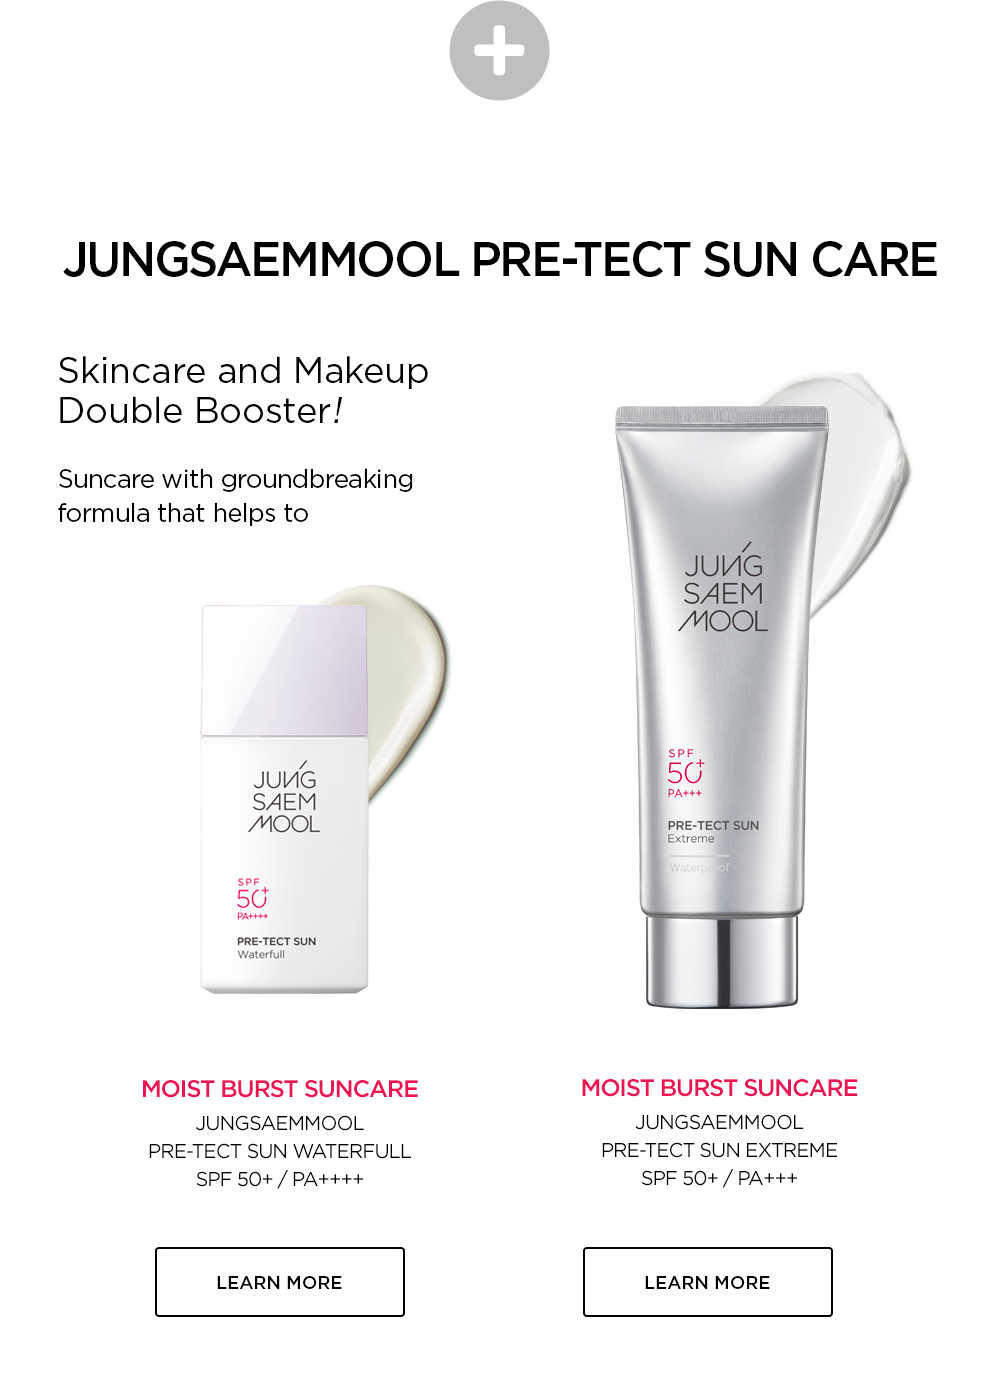 JUNGSAEMMOOL PRE-TECT SUN CARE
Skincare and Makeup
Double Booster!
Suncare with groundbreaking
formula that helps to
JUNG
SAEM
MOOL
SPF
50+
PA++++
PRE-TECT SUN
Waterfull
JUNG
SAEM
MOOL
SPF
50+
PA+++
PRE-TECT SUN
Extreme
Waterproof
MOIST BURST SUNCARE
JUNGSAEMMOOL
PRE-TECT SUN WATERFULL
SPF 50+ / PA++++
LEARN MORE
MOIST BURST SUNCARE
JUNGSAEMMOOL
PRE-TECT SUN EXTREME
SPF 50+ / PA+++
LEARN MORE